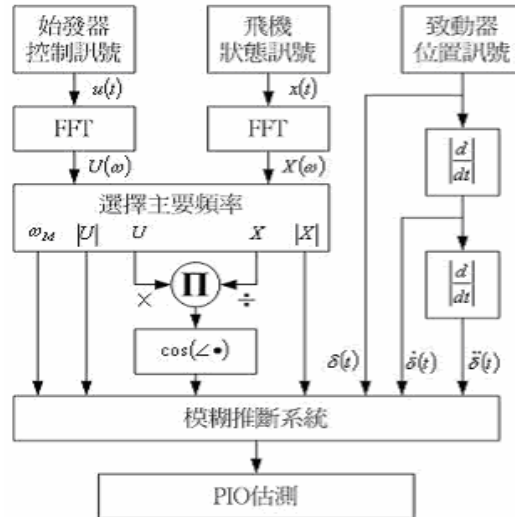 始發器
控制訊號
飛機
狀態訊號
致動器
位置訊號
u(t)
x(t)
FFT
FFT
U(ω)
X(ω)
|d/dt|
選擇主要頻率
ω_M |U| U X |X|
× Π ÷
|d/dt|
cos(∠•)
δ(t) δ̇(t) δ̈(t)
模糊推斷系統
PIO估測